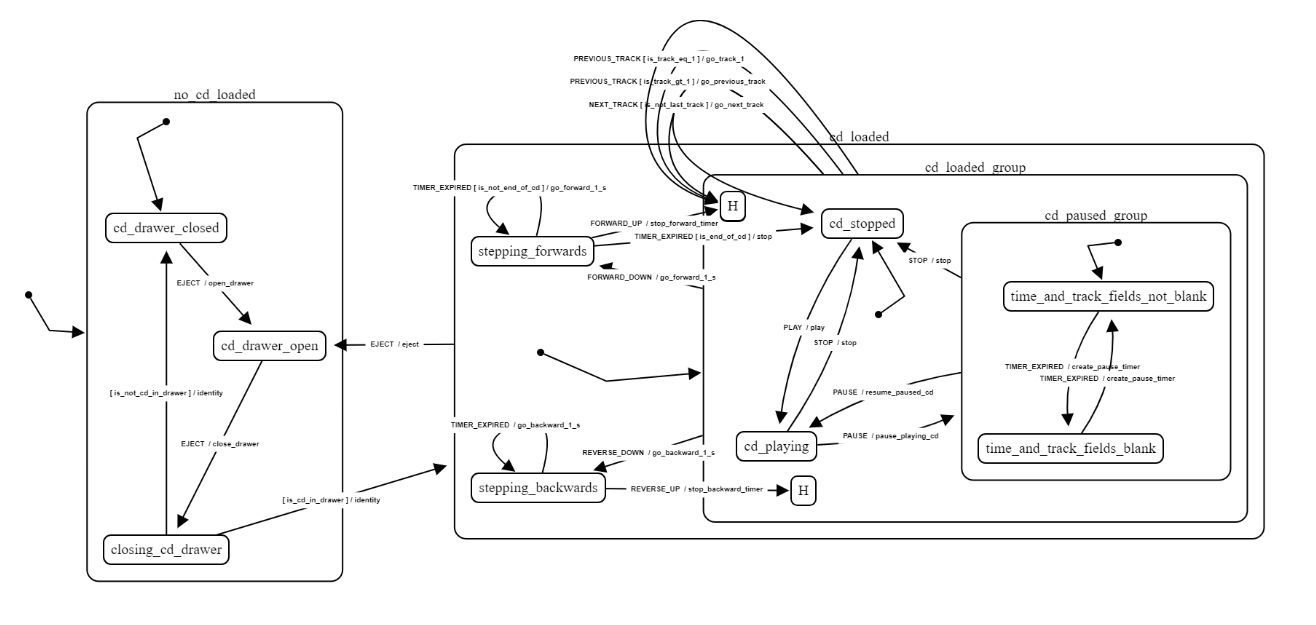 PREVIOUS_TRACK [ is_track_eq_1 ] / go_track_1
PREVIOUS_TRACK [ is_track_gt_1 ] / go_previous_track
NEXT_TRACK [ is_not_last_track ] / go_next_track
no_cd_loaded
cd_loaded
cd_loaded_group
TIMER_EXPIRED [ is_not_end_of_cd ] / go_forward_1_s
H
cd_paused_group
cd_drawer_closed
FORWARD_UP / stop_forward_timer
cd_stopped
TIMER_EXPIRED [ is_end_of_cd ] / stop
stepping_forwards
STOP / stop
FORWARD_DOWN / go_forward_1_s
EJECT / open_drawer
time_and_track_fields_not_blank
PLAY / play
STOP / stop
cd_drawer_open
EJECT / eject
TIMER_EXPIRED / create_pause_timer
TIMER_EXPIRED / create_pause_timer
[ is_not_cd_in_drawer ] / identity
PAUSE / resume_paused_cd
TIMER_EXPIRED / go_backward_1_s
PAUSE / pause_playing_cd
EJECT / close_drawer
cd_playing
time_and_track_fields_blank
REVERSE_DOWN / go_backward_1_s
stepping_backwards
REVERSE_UP / stop_backward_timer
H
[ is_cd_in_drawer ] / identity
closing_cd_drawer